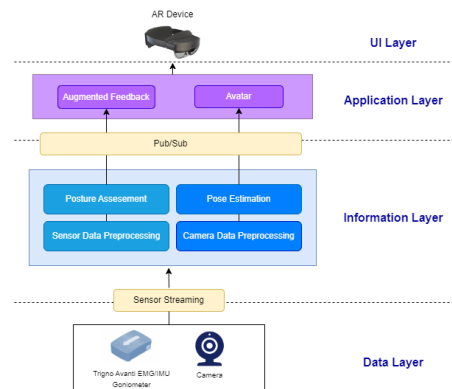 AR Device
UI Layer
Augmented Feedback
Avatar
Application Layer
Pub/Sub
Posture Assesement
Pose Estimation
Information Layer
Sensor Data Preprocessing
Camera Data Preprocessing
Sensor Streaming
Trigno Avanti EMG/IMU
Goniometer
Camera
Data Layer